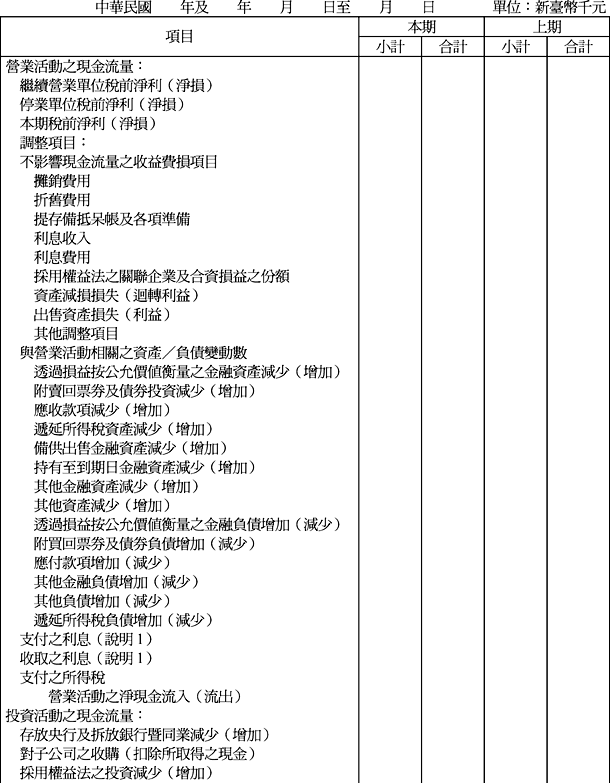 中華民國　　年及　　年　　月　　日至　　月　　日　　單位：新臺幣千元
項目　本期　上期
小計　合計　小計　合計
營業活動之現金流量：
繼續營業單位稅前淨利（淨損）
停業單位稅前淨利（淨損）
本期稅前淨利（淨損）
調整項目：
不影響現金流量之收益費損項目
攤銷費用
折舊費用
提存備抵呆帳及各項準備
利息收入
利息費用
採用權益法之關聯企業及合資損益之份額
資產減損損失（迴轉利益）
出售資產損失（利益）
其他調整項目
與營業活動相關之資產／負債變動數
透過損益按公允價值衡量之金融資產減少（增加）
附賣回票券及債券投資減少（增加）
應收款項減少（增加）
遞延所得稅資產減少（增加）
備供出售金融資產減少（增加）
持有至到期日金融資產減少（增加）
其他金融資產減少（增加）
其他資產減少（增加）
透過損益按公允價值衡量之金融負債增加（減少）
附買回票券及債券負債增加（減少）
應付款項增加（減少）
其他金融負債增加（減少）
其他負債增加（減少）
遞延所得稅負債增加（減少）
支付之利息（說明1）
收取之利息（說明1）
支付之所得稅
營業活動之淨現金流入（流出）
投資活動之現金流量：
存放央行及拆放銀行暨同業減少（增加）
對子公司之收購（扣除所取得之現金）
採用權益法之投資減少（增加）